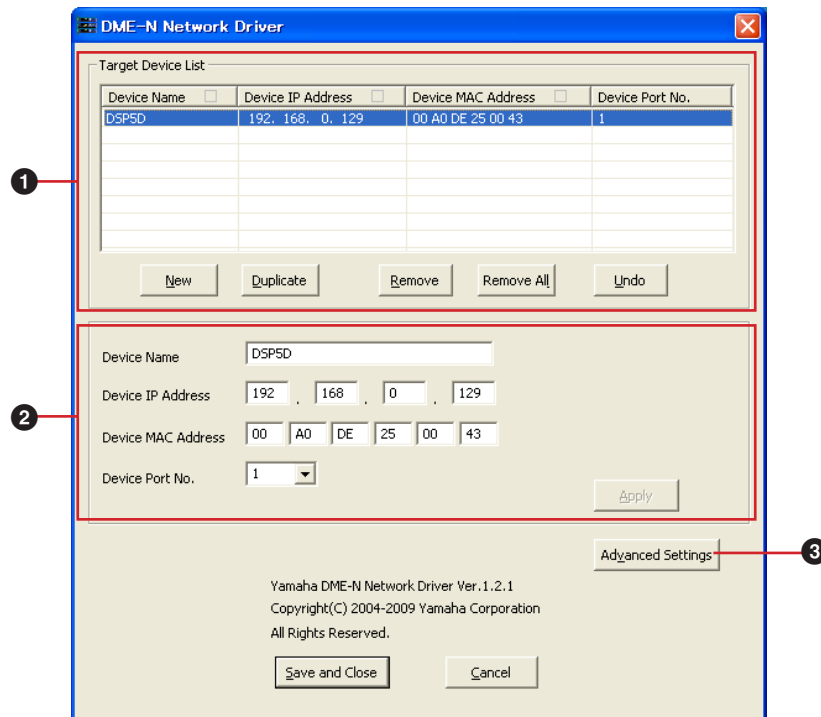 DME-N Network Driver
Target Device List
Device Name Device IP Address Device MAC Address Device Port No.
DSP5D 192. 168. 0. 129 00 A0 DE 25 00 43 1
1
New Duplicate Remove Remove All Undo
Device Name DSP5D
Device IP Address 192 . 168 . 0 . 129
2
Device MAC Address 00 A0 DE 25 00 43
Device Port No. 1
Apply
Advanced Settings 3
Yamaha DME-N Network Driver Ver.1.2.1
Copyright(C) 2004-2009 Yamaha Corporation
All Rights Reserved.
Save and Close Cancel